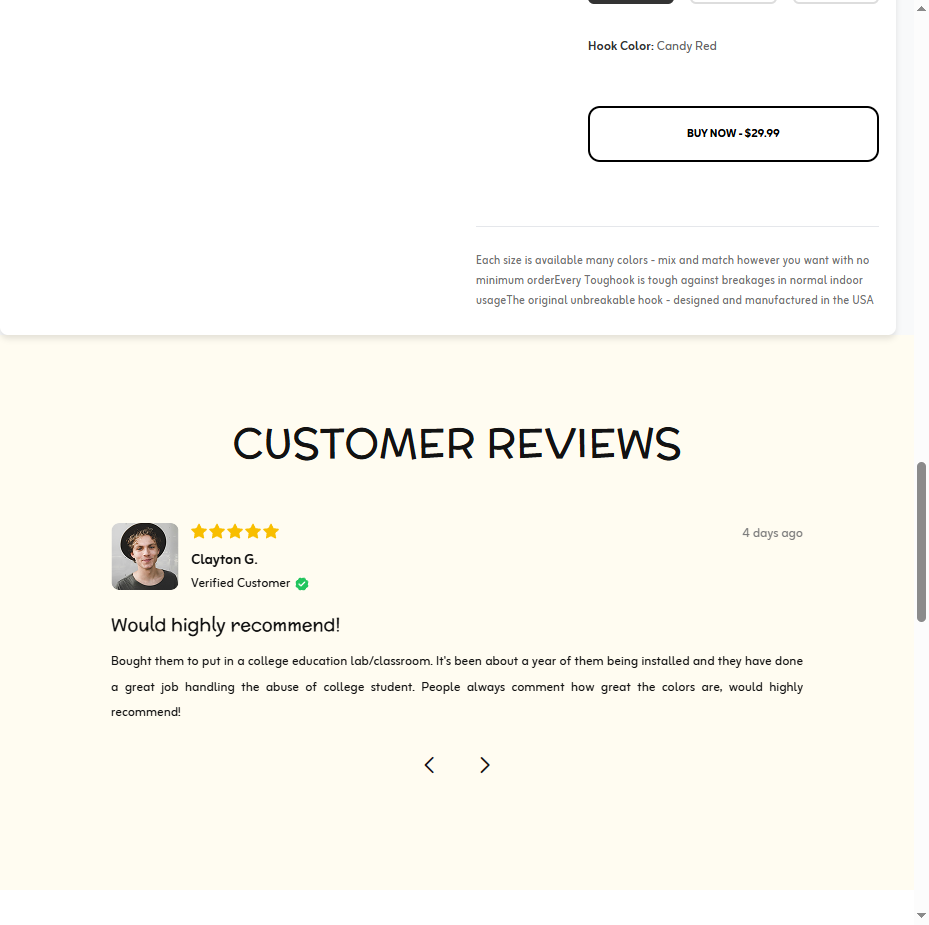 Hook Color: Candy Red
BUY NOW - $29.99
Each size is available many colors - mix and match however you want with no
minimum orderEvery Toughook is tough against breakages in normal indoor
usageThe original unbreakable hook - designed and manufactured in the USA
CUSTOMER REVIEWS
4 days ago
Clayton G.
Verified Customer
Would highly recommend!
Bought them to put in a college education lab/classroom. It's been about a year of them being installed and they have done
a great job handling the abuse of college student. People always comment how great the colors are, would highly
recommend!